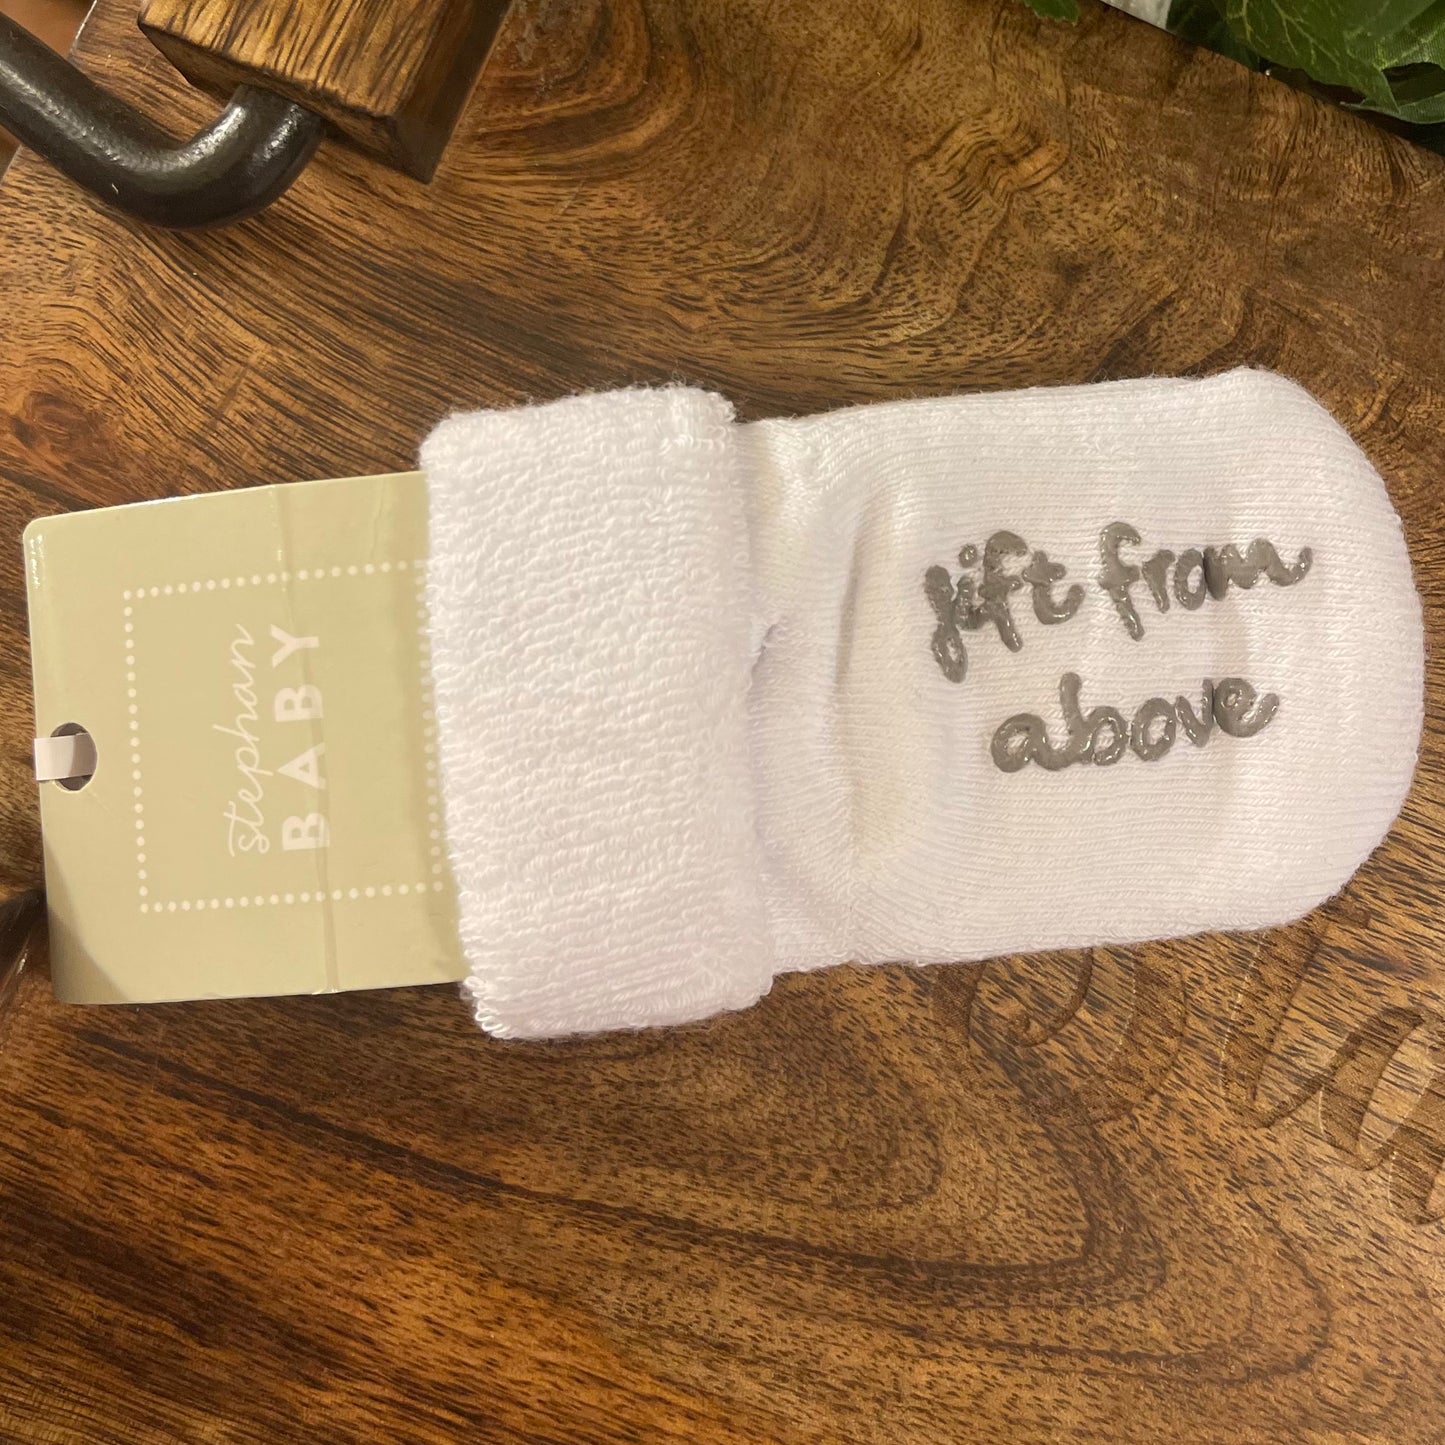 stephan
BABY
gift from
above